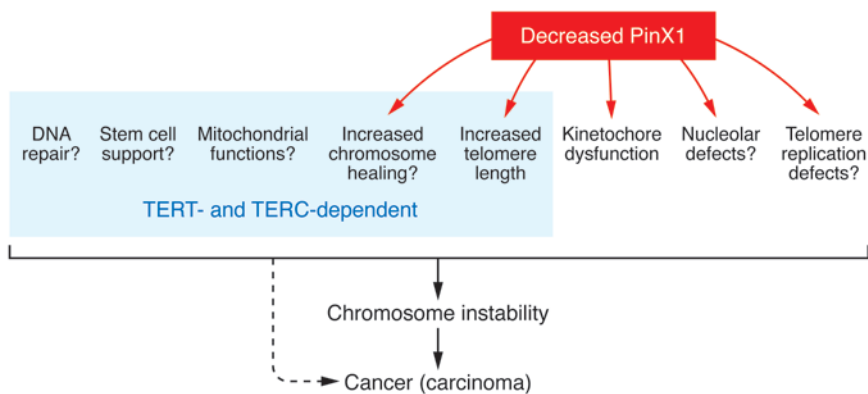 Decreased PinX1
DNA
repair?
Stem cell
support?
Mitochondrial
functions?
Increased
chromosome
healing?
Increased
telomere
length
Kinetochore
dysfunction
Nucleolar
defects?
Telomere
replication
defects?
TERT- and TERC-dependent
Chromosome instability
Cancer (carcinoma)